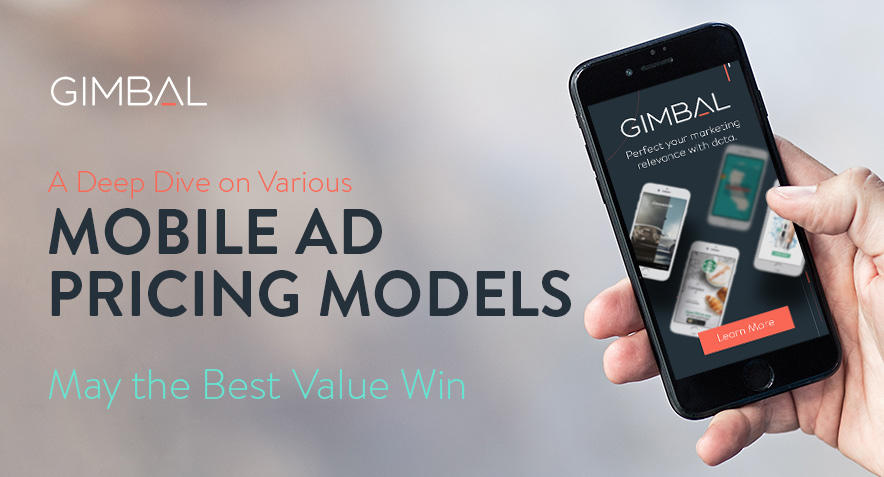 GIMBAL
A Deep Dive on Various
MOBILE AD
PRICING MODELS
May the Best Value Win
GIMBAL
Perfect your marketing
relevance with data.
Learn More